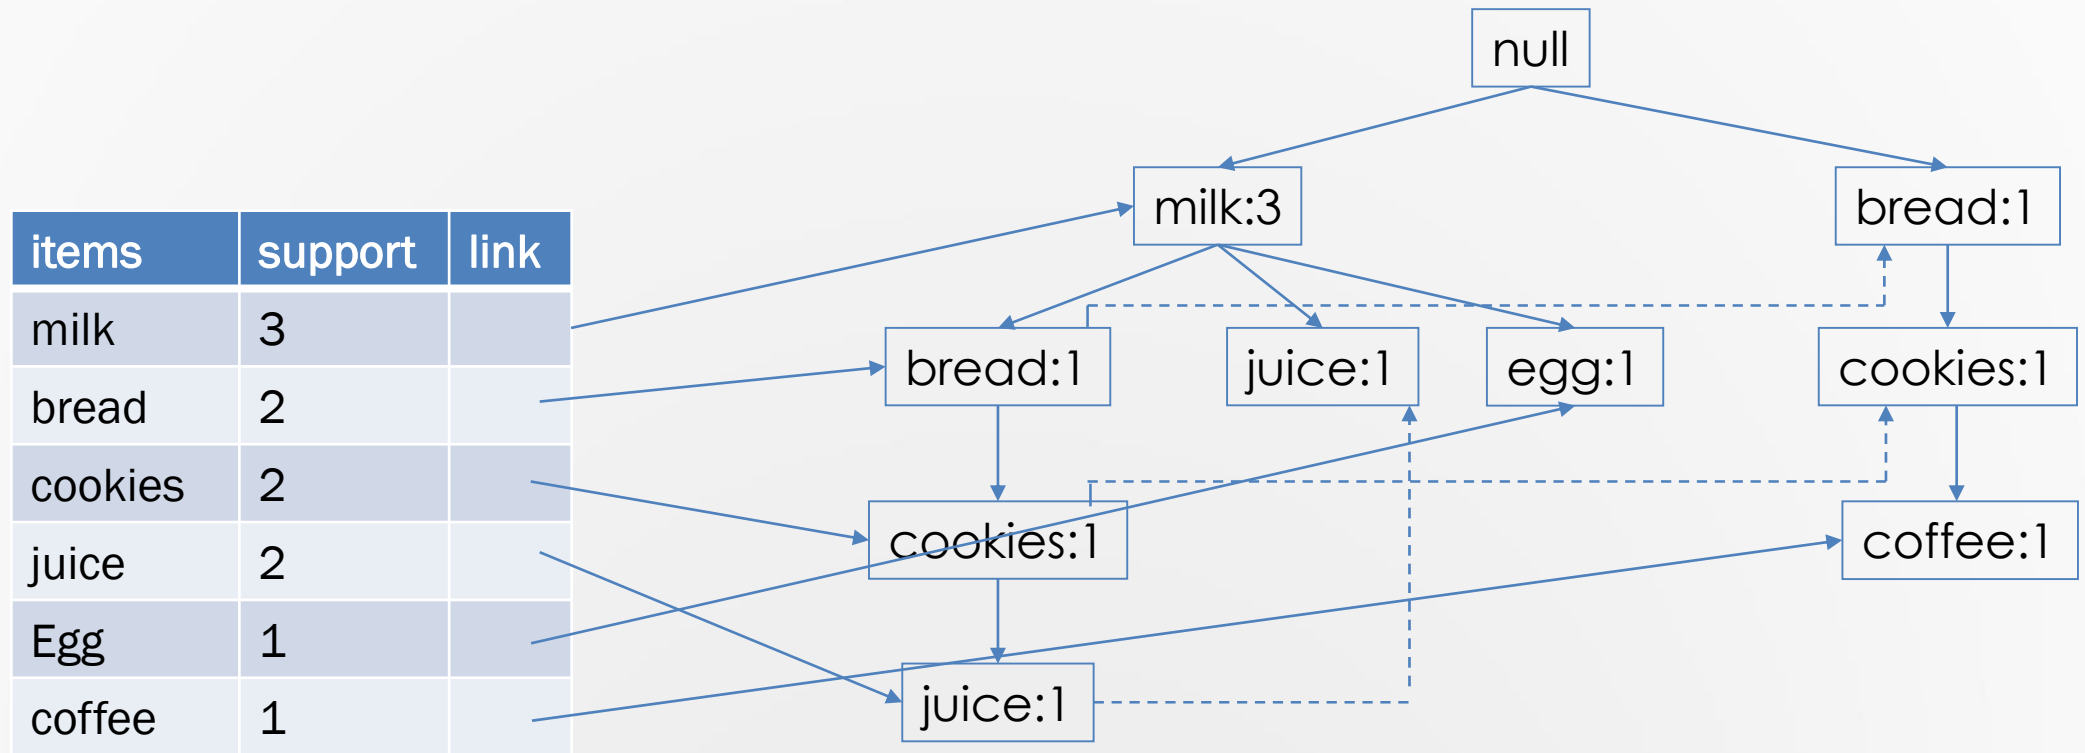 null
milk:3
bread:1
items support link
milk 3
bread 2
cookies 2
juice 2
Egg 1
coffee 1
bread:1
juice:1
egg:1
cookies:1
cookies:1
coffee:1
juice:1